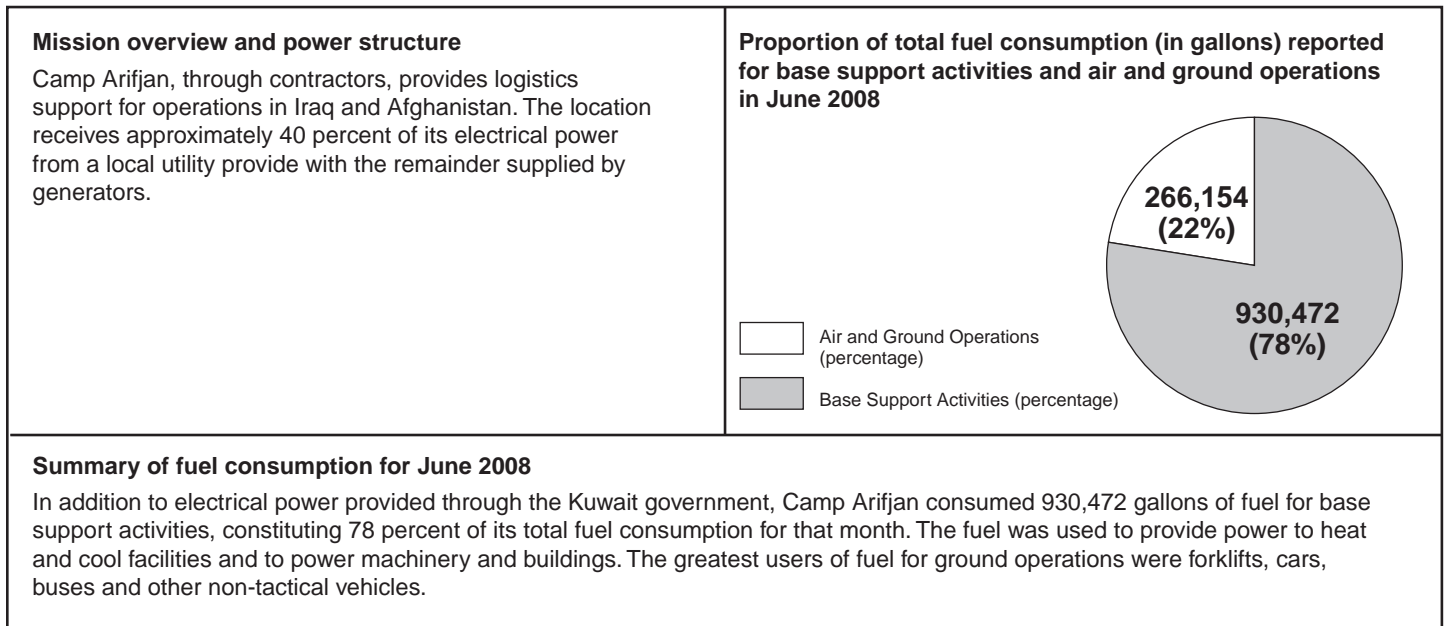 Mission overview and power structure
Camp Arifjan, through contractors, provides logistics
support for operations in Iraq and Afghanistan. The location
receives approximately 40 percent of its electrical power
from a local utility provide with the remainder supplied by
generators.
Proportion of total fuel consumption (in gallons) reported
for base support activities and air and ground operations
in June 2008
266,154
(22%)
930,472
(78%)
Air and Ground Operations
(percentage)
Base Support Activities (percentage)
Summary of fuel consumption for June 2008
In addition to electrical power provided through the Kuwait government, Camp Arifjan consumed 930,472 gallons of fuel for base
support activities, constituting 78 percent of its total fuel consumption for that month. The fuel was used to provide power to heat
and cool facilities and to power machinery and buildings. The greatest users of fuel for ground operations were forklifts, cars,
buses and other non-tactical vehicles.